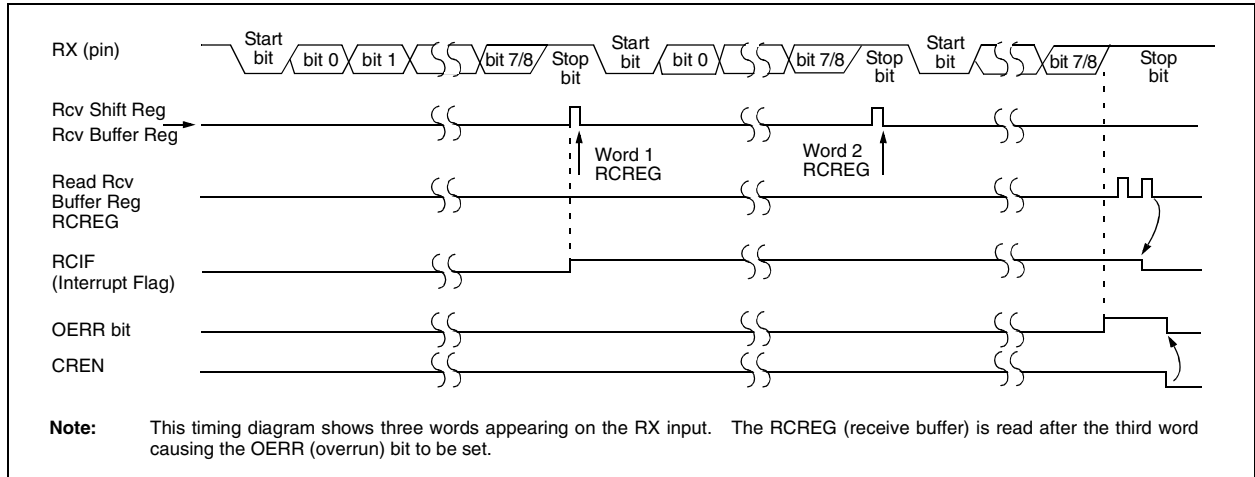 RX (pin)
Start bit
bit 0
bit 1
bit 7/8
Stop bit
Start bit
bit 0
bit 7/8
Stop bit
Start bit
bit 7/8
Stop bit
Rcv Shift Reg
Rcv Buffer Reg
Word 1
RCREG
Word 2
RCREG
Read Rcv
Buffer Reg
RCREG
RCIF
(Interrupt Flag)
OERR bit
CREN
Note: This timing diagram shows three words appearing on the RX input. The RCREG (receive buffer) is read after the third word
causing the OERR (overrun) bit to be set.